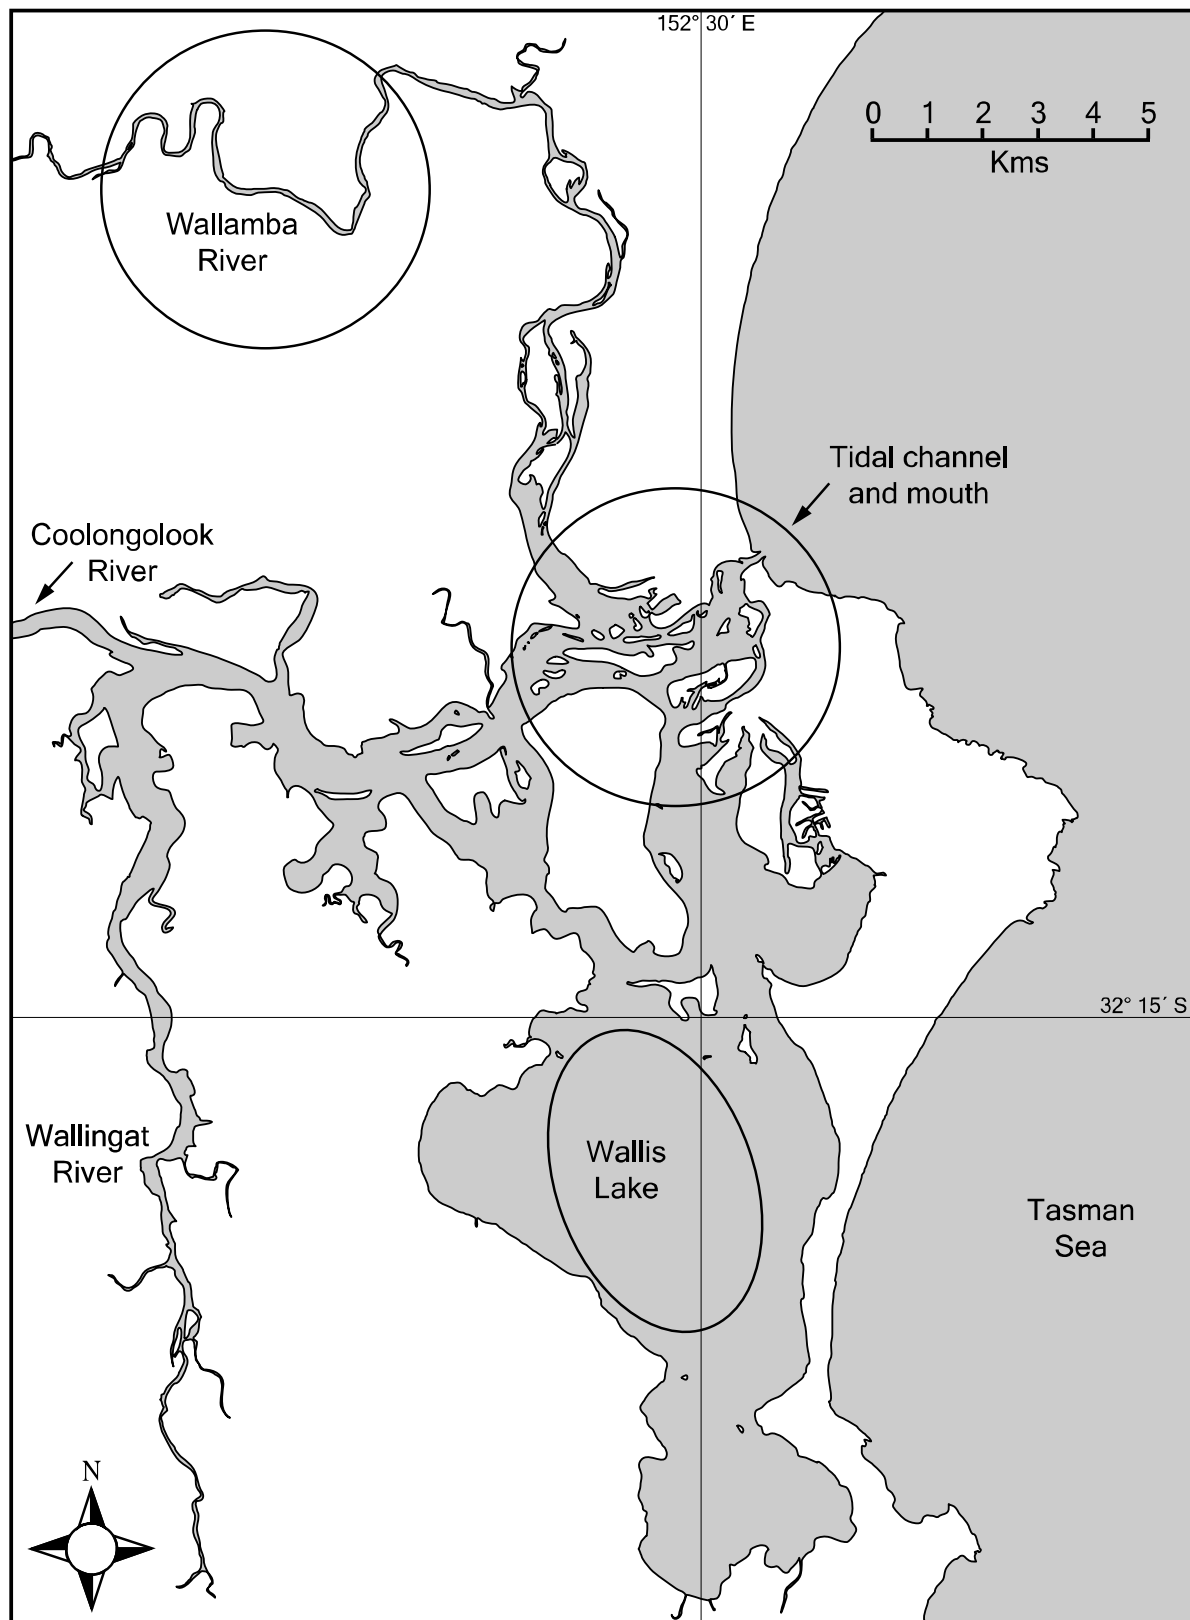 152° 30´ E
0 1 2 3 4 5
Kms
Wallamba
River
Tidal channel
and mouth
Coolongolook
River
32° 15´ S
Wallingat
River
Wallis
Lake
Tasman
Sea
N